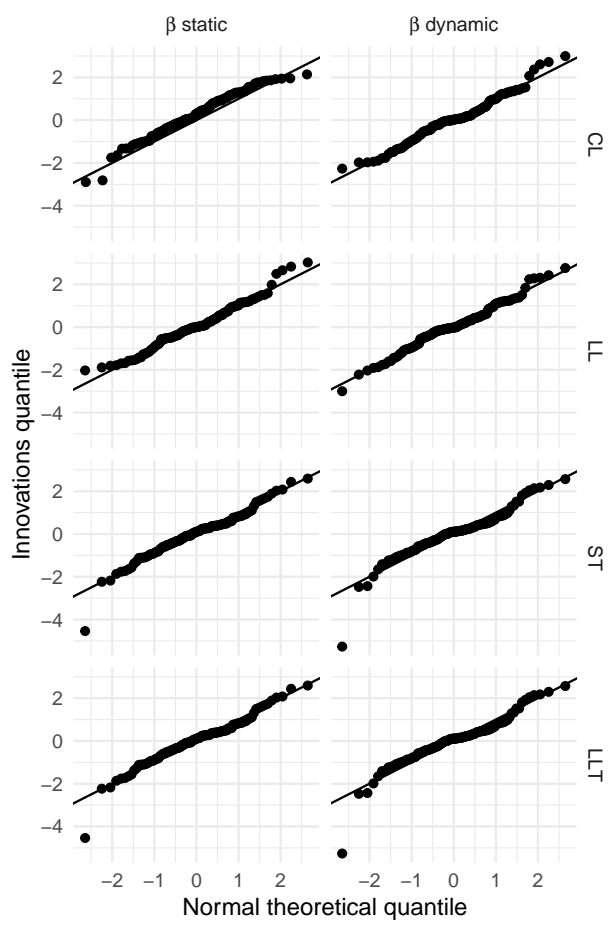 β static
β dynamic
2
0
−2
−4
CL
2
0
−2
−4
LL
2
0
−2
−4
ST
2
0
−2
−4
LLT
Innovations quantile
−2 −1 0 1 2
−2 −1 0 1 2
Normal theoretical quantile